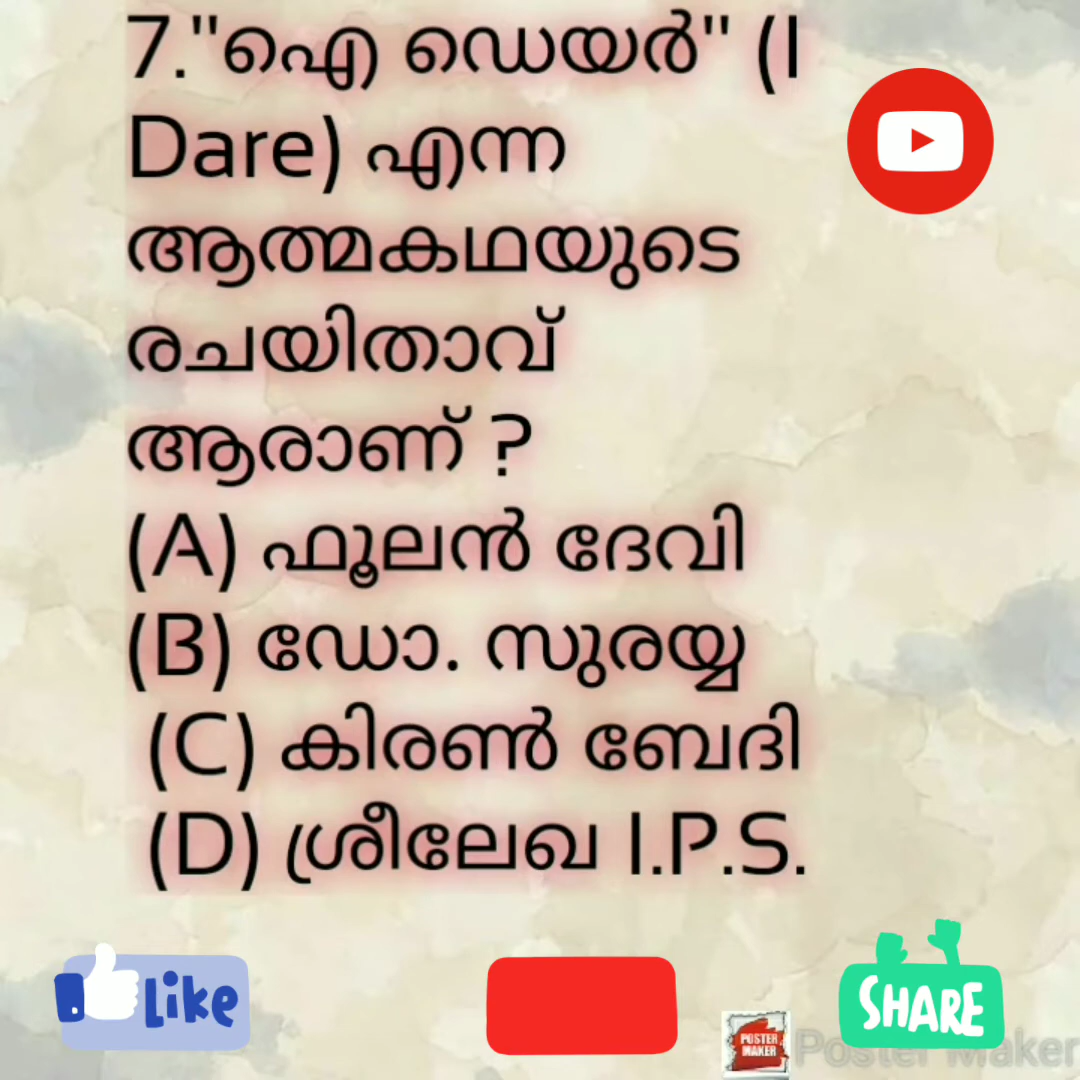 7."ഐ ഡെയർ" (I
Dare) എന്ന
ആത്മകഥയുടെ
രചയിതാവ്
ആരാണ് ?
(A) ഫൂലൻ ദേവി
(B) ഡോ. സുരയ്യ
(C) കിരൺ ബേദി
(D) ശ്രീലേഖ I.P.S.
Like
SHARE
POSTER
MAKER
Poster Maker